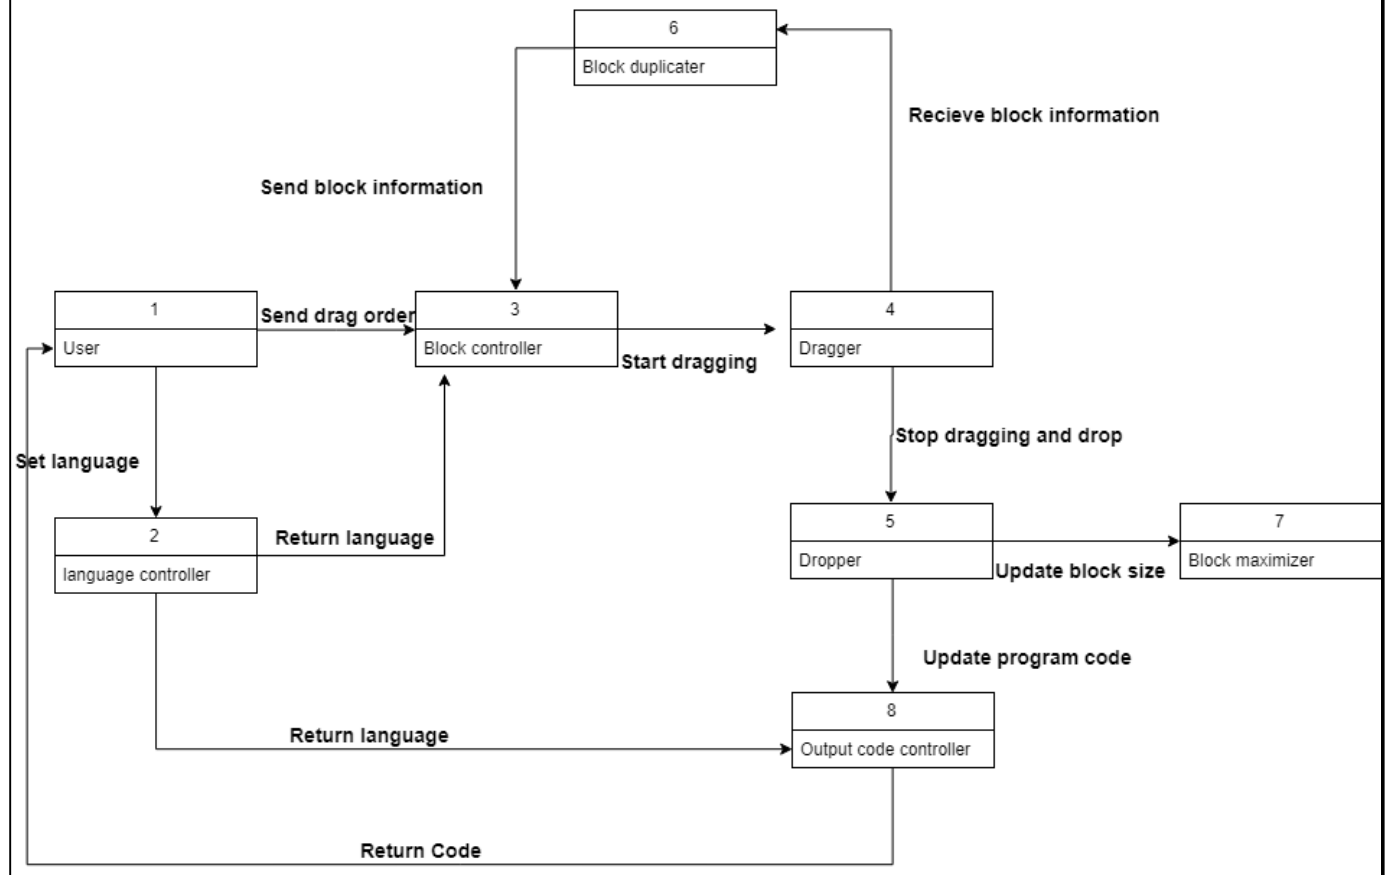 6
Block duplicater
Recieve block information
Send block information
1
User
Send drag order
3
Block controller
Start dragging
4
Dragger
Stop dragging and drop
Set language
2
language controller
Return language
5
Dropper
Update block size
7
Block maximizer
Update program code
8
Output code controller
Return language
Return Code